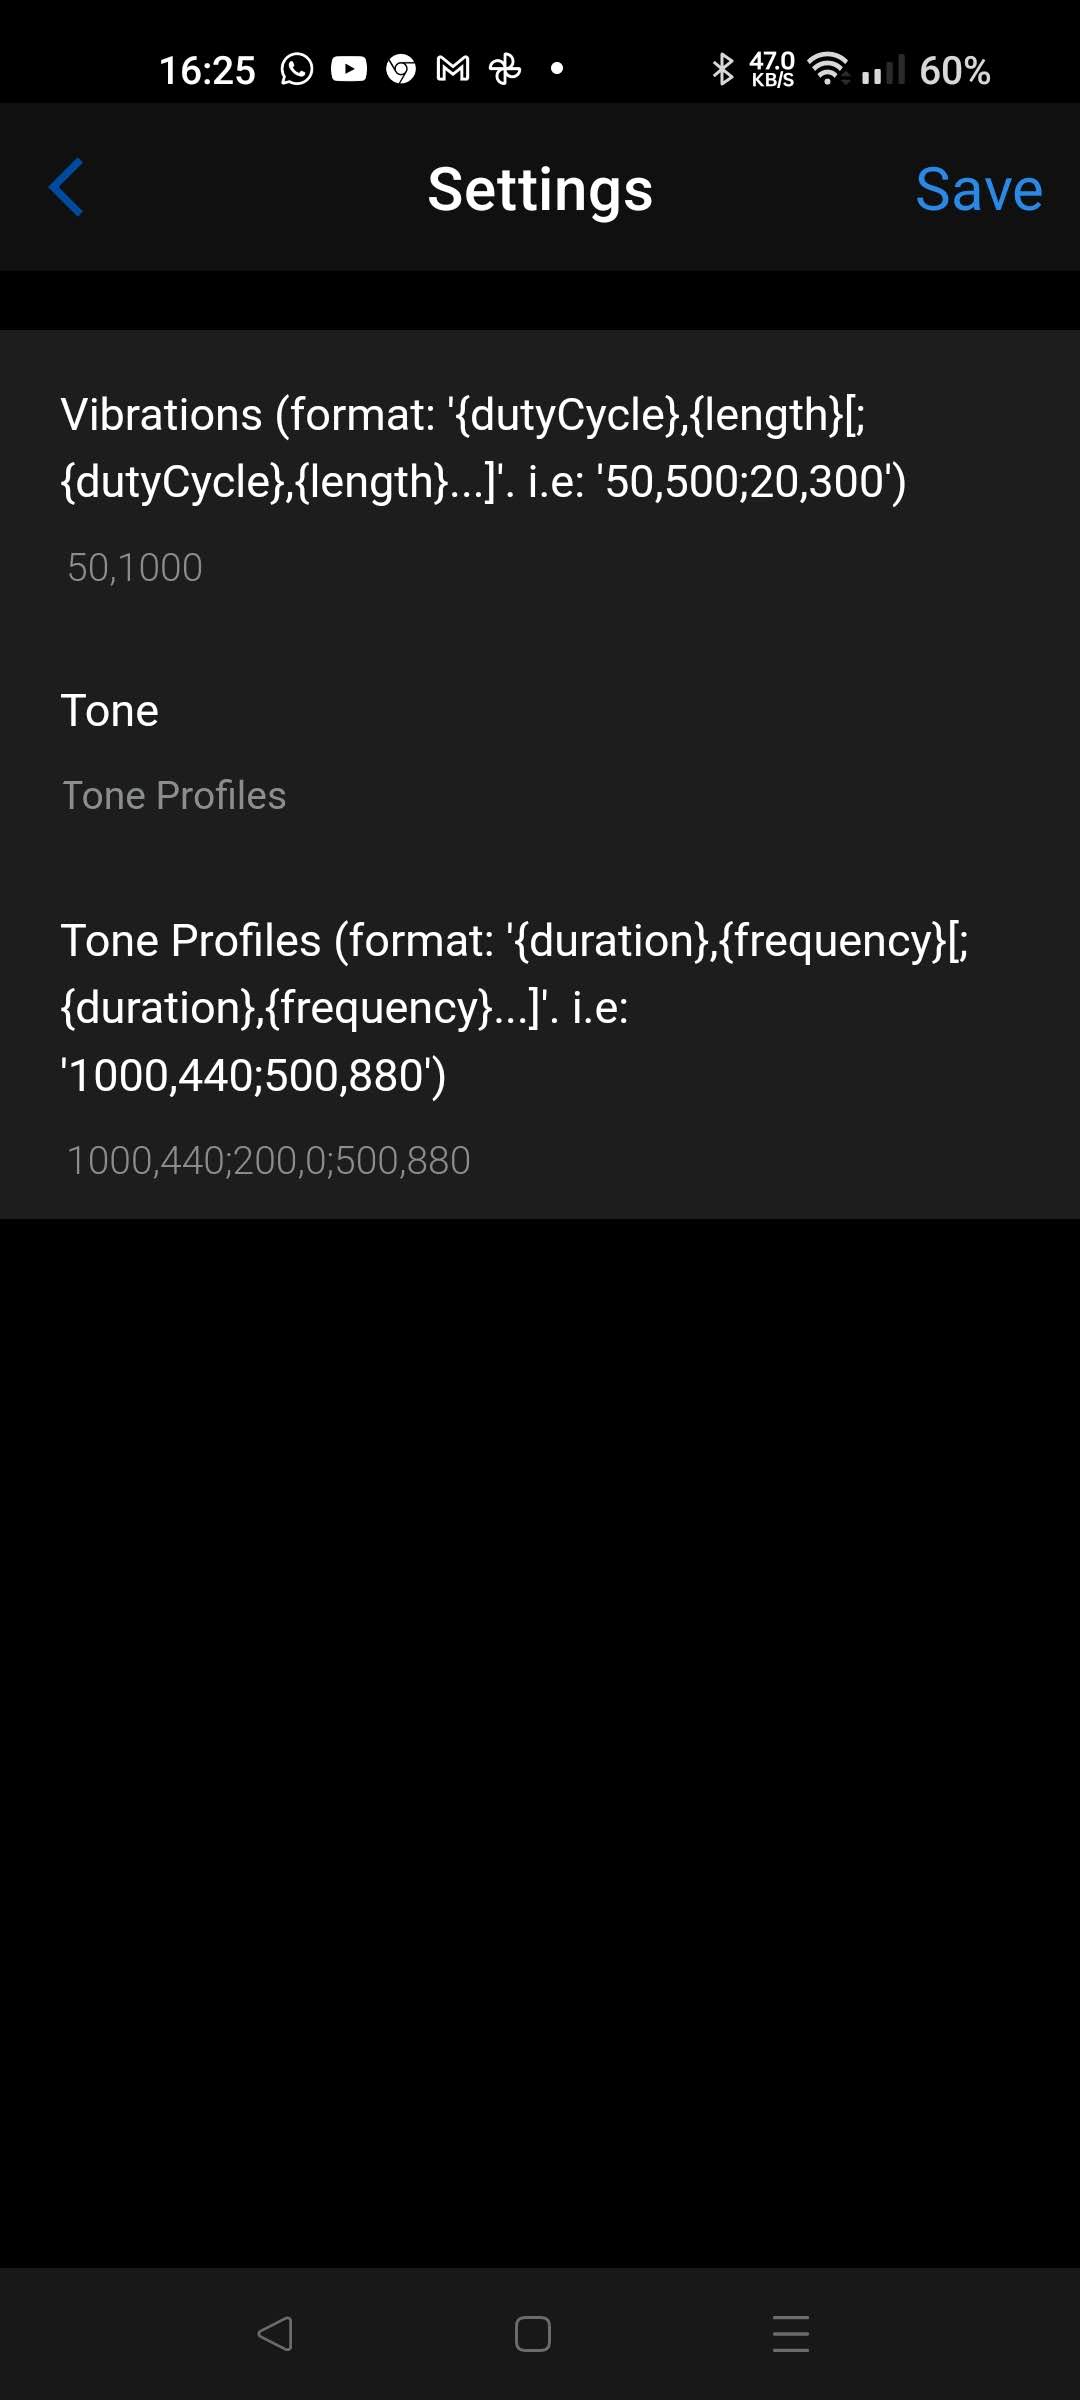 16:25 47.0 KB/S 60%
Settings Save
Vibrations (format: '{dutyCycle},{length}[;
{dutyCycle},{length}...]'. i.e: '50,500;20,300')
50,1000
Tone
Tone Profiles
Tone Profiles (format: '{duration},{frequency}[;
{duration},{frequency}...]'. i.e:
'1000,440;500,880')
1000,440;200,0;500,880